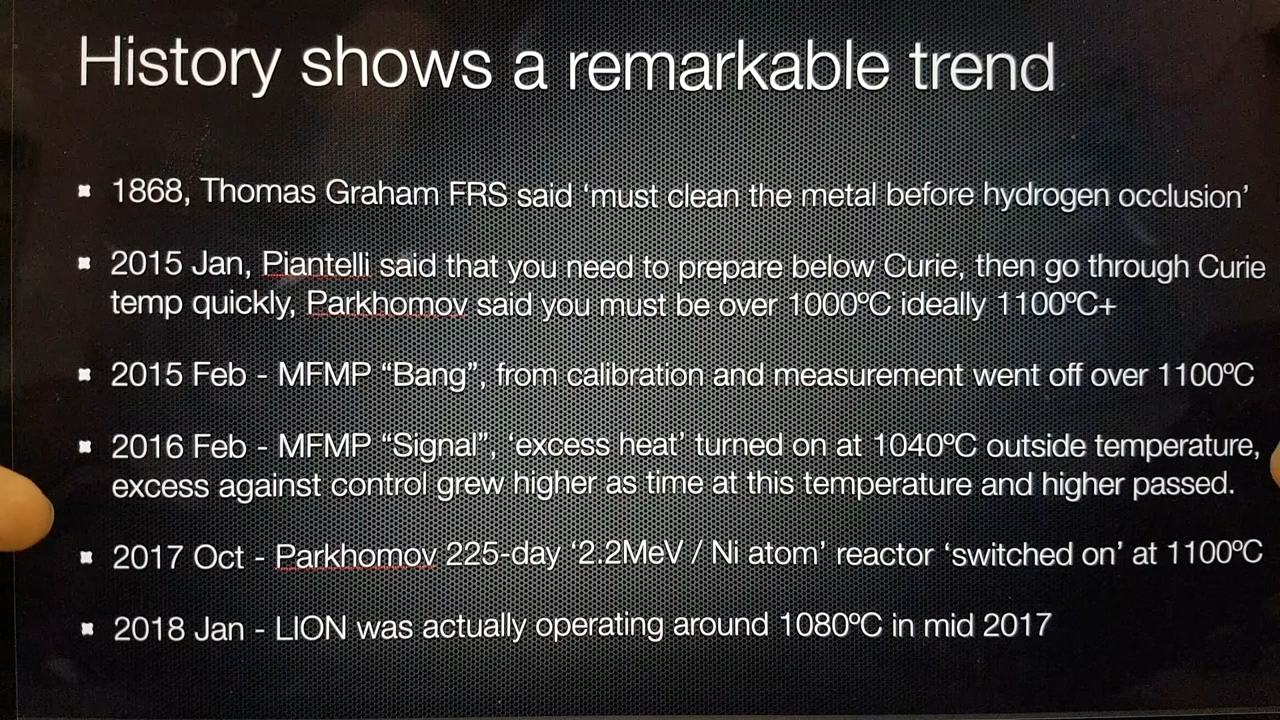 History shows a remarkable trend
1868, Thomas Graham FRS said ‘must clean the metal before hydrogen occlusion’
2015 Jan, Piantelli said that you need to prepare below Curie, then go through Curie
temp quickly, Parkhomov said you must be over 1000ºC ideally 1100ºC+
2015 Feb - MFMP “Bang”, from calibration and measurement went off over 1100ºC
2016 Feb - MFMP “Signal”, ‘excess heat’ turned on at 1040ºC outside temperature,
excess against control grew higher as time at this temperature and higher passed.
2017 Oct - Parkhomov 225-day ‘2.2MeV / Ni atom’ reactor ‘switched on’ at 1100ºC
2018 Jan - LION was actually operating around 1080ºC in mid 2017